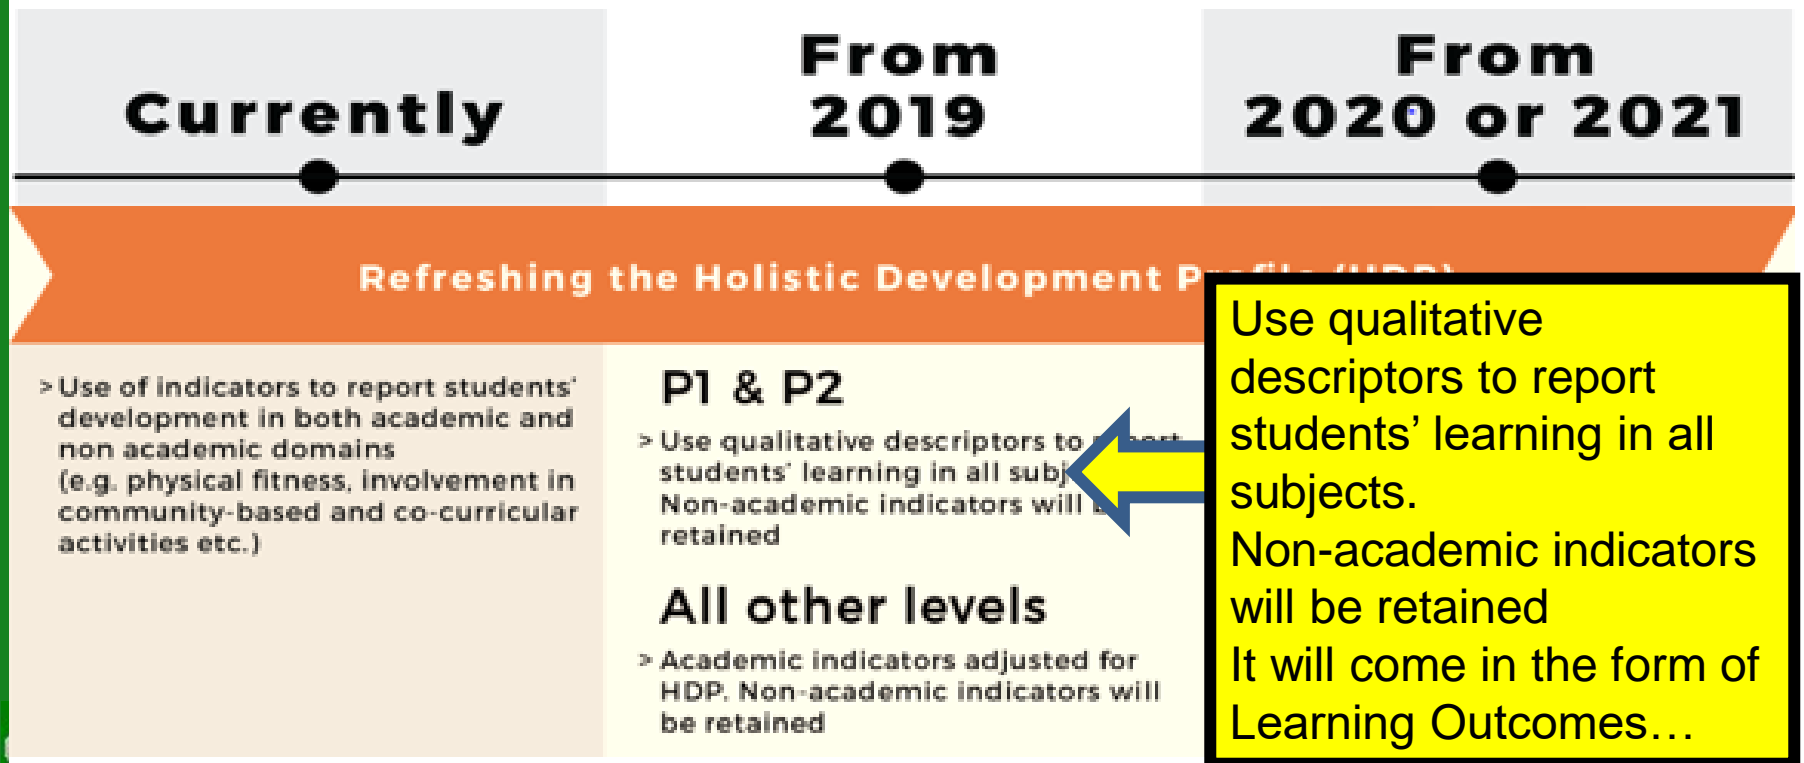 Currently
From
2019
From
2020 or 2021
Refreshing the Holistic Development
> Use of indicators to report students'
development in both academic and
non academic domains
(e.g. physical fitness, involvement in
community-based and co-curricular
activities etc.)
P1 & P2
> Use qualitative descriptors to
students' learning in all
Non-academic indicators will
retained
All other levels
> Academic indicators adjusted for
HDP. Non-academic indicators will
be retained
Use qualitative
descriptors to report
students’ learning in all
subjects.
Non-academic indicators
will be retained
It will come in the form of
Learning Outcomes…